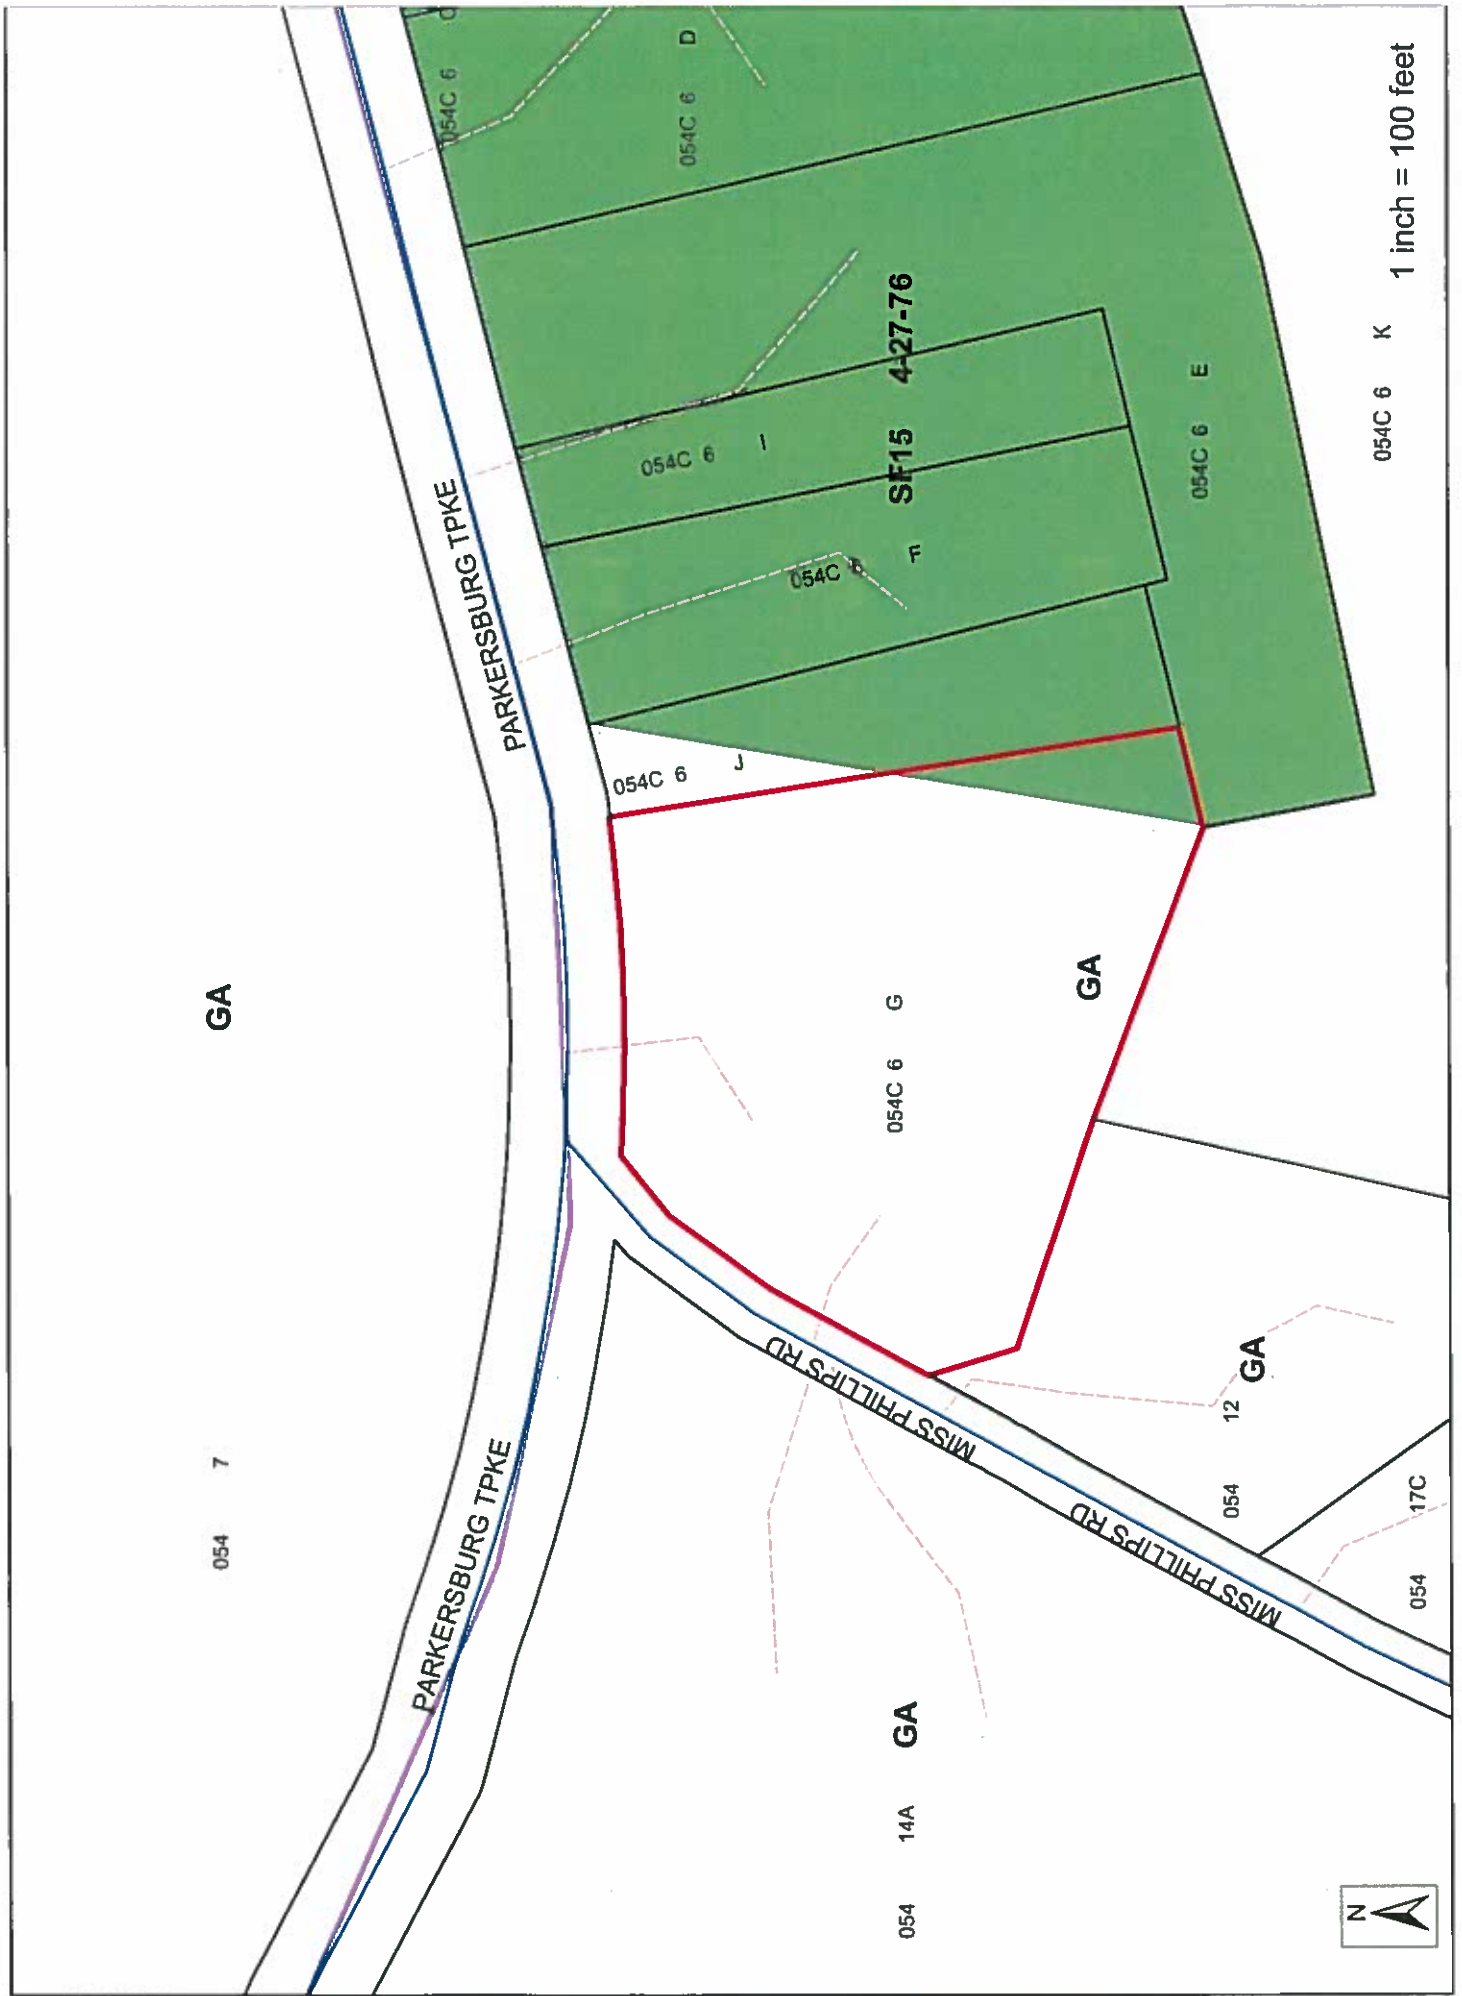 GA
054 7
PARKERSBURG TPKE
PARKERSBURG TPKE
054C 6
054C 6 D
054C 6 I
SF15 4-27-76
054C 6 F
054C 6 J
054C 6 E
054C 6 K
1 inch = 100 feet
054C 6 G
GA
MISS PHILLIPS RD
MISS PHILLIPS RD
GA
054 12
054 17C
GA
054 14A
N